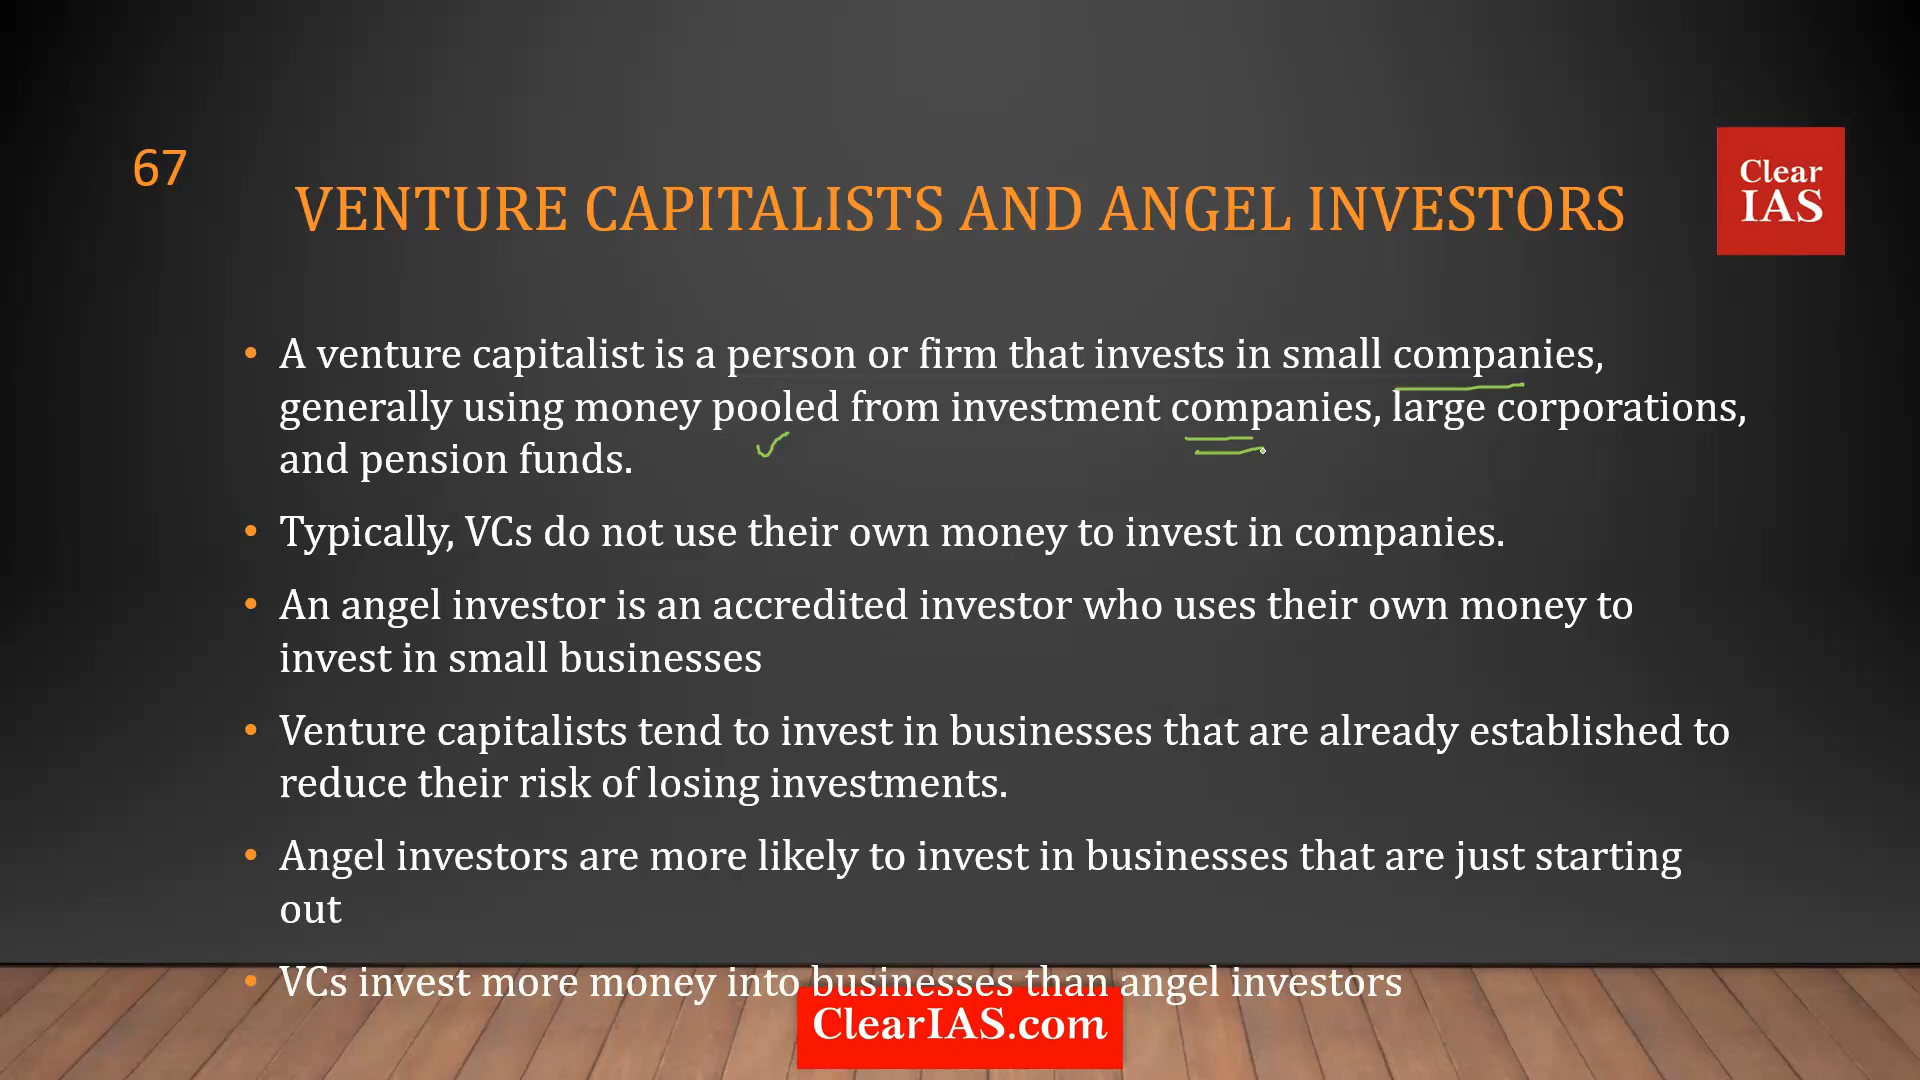 67
Clear
IAS
VENTURE CAPITALISTS AND ANGEL INVESTORS
• A venture capitalist is a person or firm that invests in small companies,
generally using money pooled from investment companies, large corporations,
and pension funds.
• Typically, VCs do not use their own money to invest in companies.
• An angel investor is an accredited investor who uses their own money to
invest in small businesses
• Venture capitalists tend to invest in businesses that are already established to
reduce their risk of losing investments.
• Angel investors are more likely to invest in businesses that are just starting
out
• VCs invest more money into businesses than angel investors
ClearIAS.com